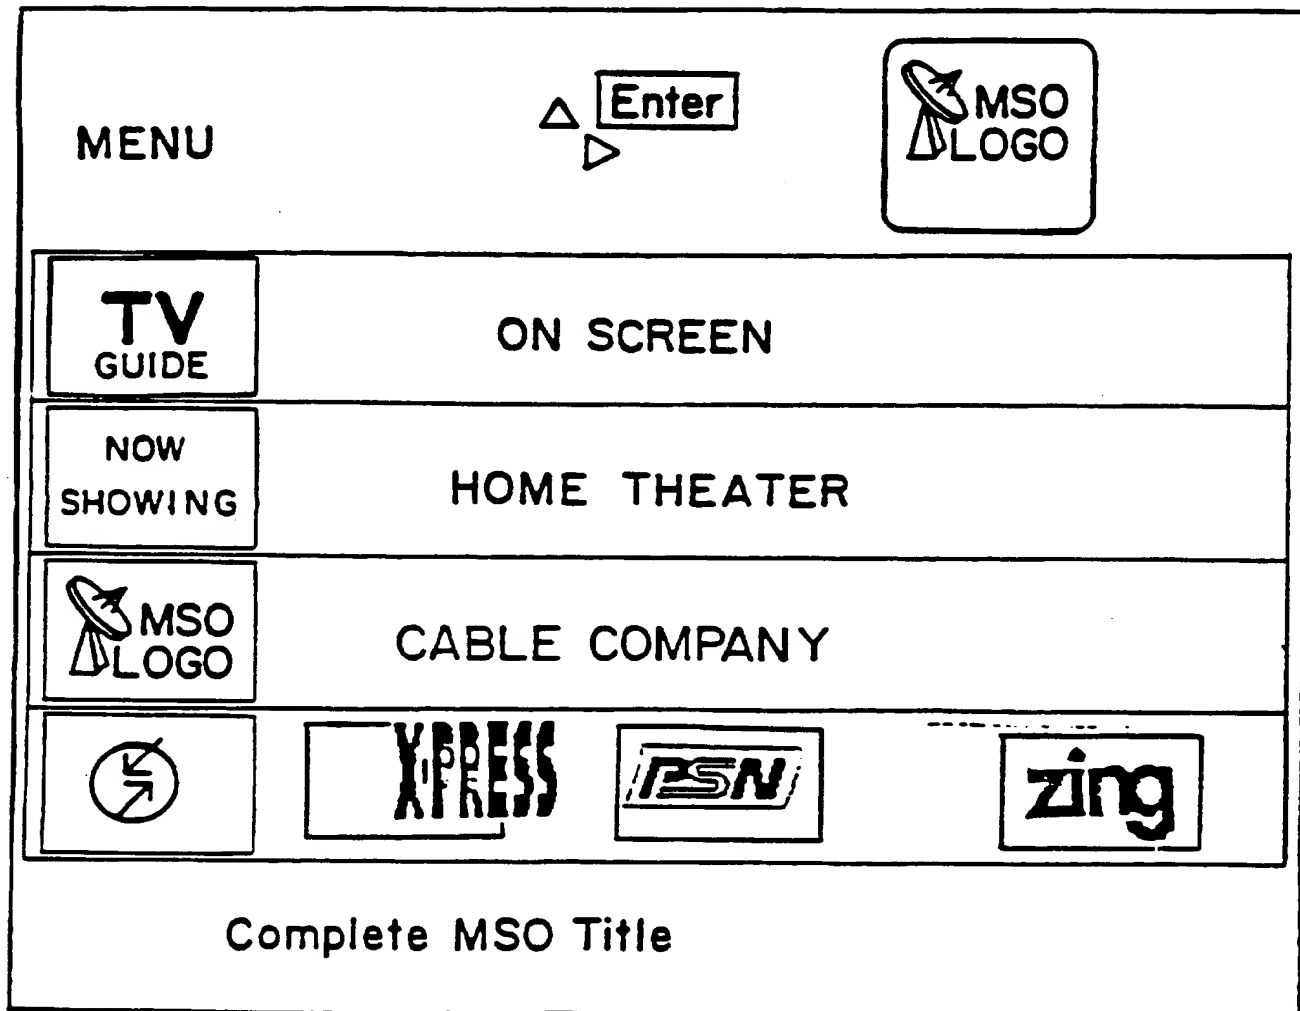 MENU
Enter
MSO
LOGO
TV
GUIDE
ON SCREEN
NOW
SHOWING
HOME THEATER
MSO
LOGO
CABLE COMPANY
X·PRESS
PSN
zing
Complete MSO Title